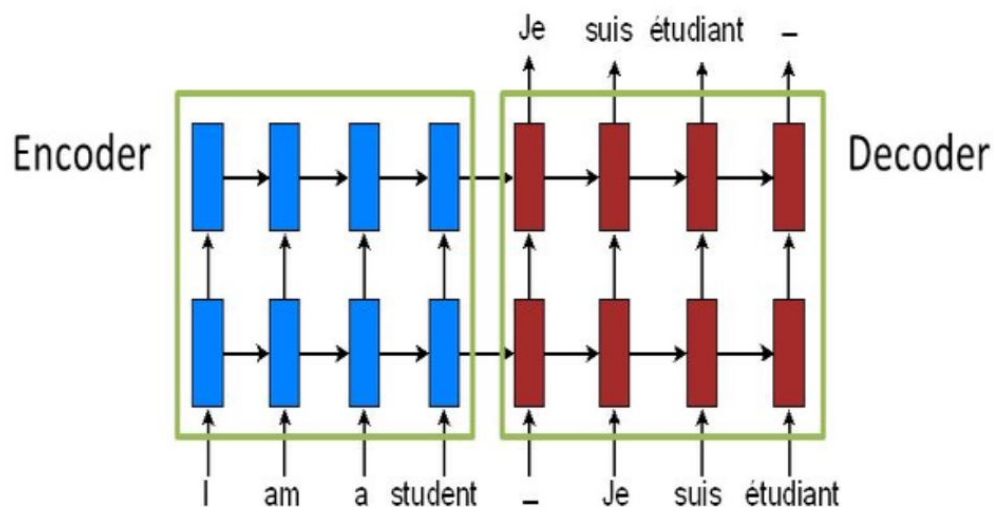 Je suis étudiant –
Encoder
Decoder
I am a student – Je suis étudiant